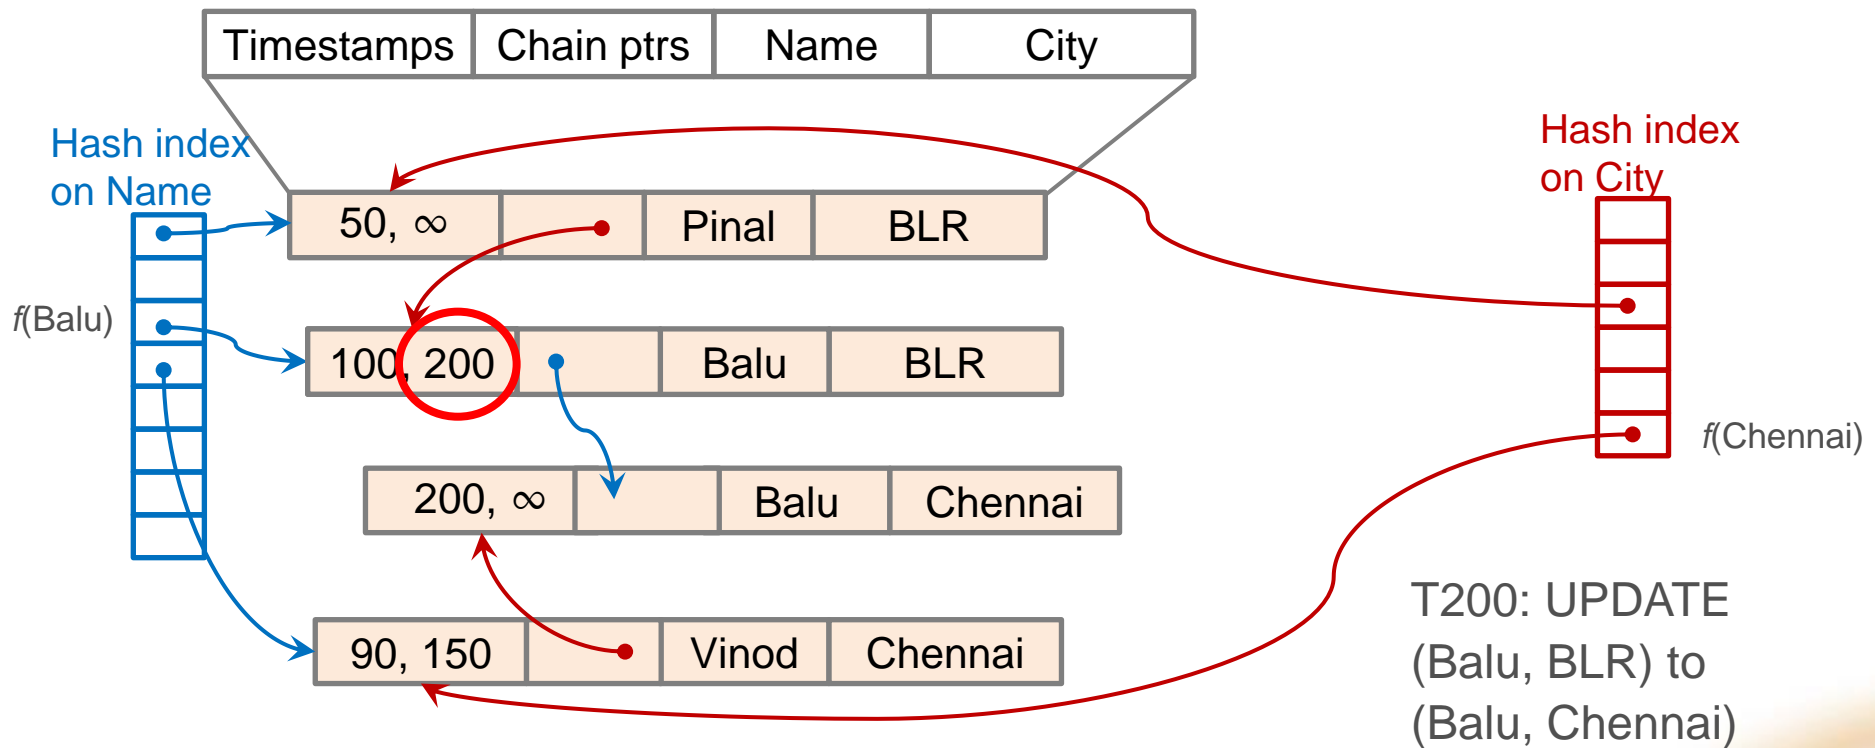 Timestamps Chain ptrs Name City
Hash index
on Name
Hash index
on City
50, ∞ Pinal BLR
f(Balu)
100, 200 Balu BLR
f(Chennai)
200, ∞ Balu Chennai
90, 150 Vinod Chennai
T200: UPDATE
(Balu, BLR) to
(Balu, Chennai)